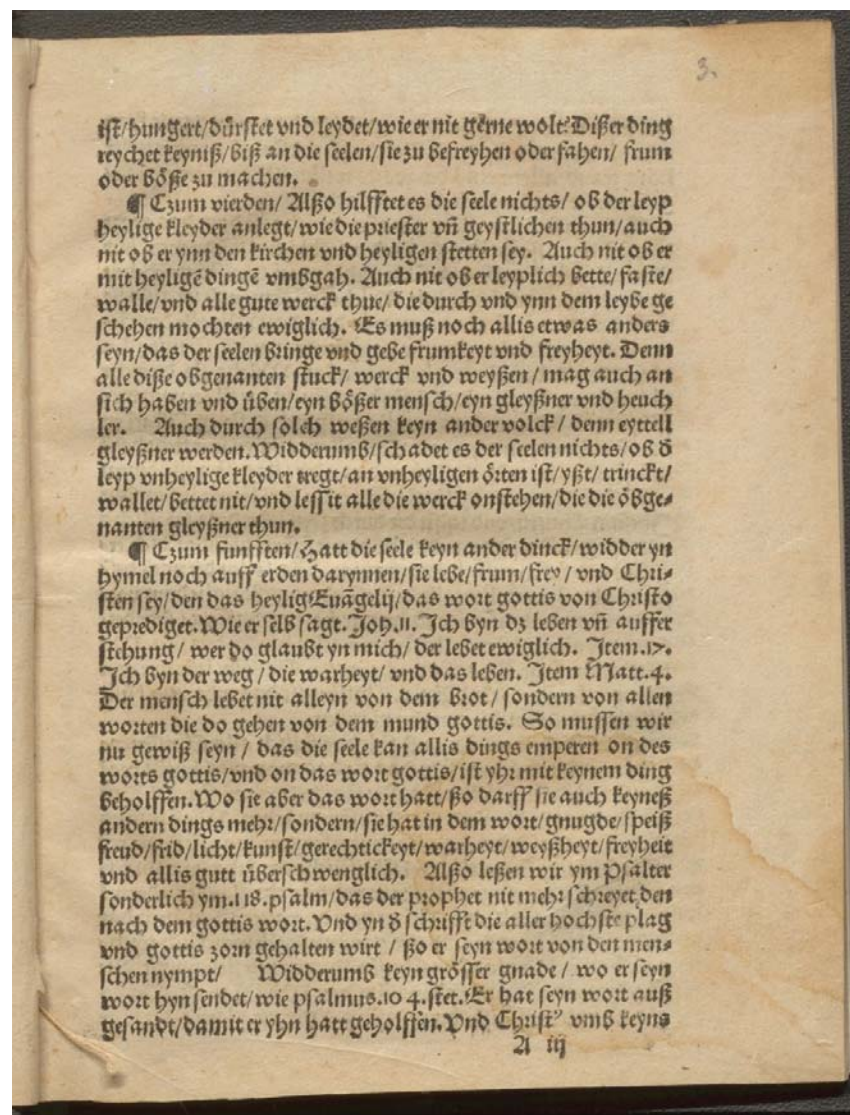 3.
ist/hungert/dürstet vnd leydet/wie er nit gerne wolt. Dißer ding
reychet keyniß/biß an die seelen/sie zu befreyhen oder fahen/ frum
oder böße zu machen.
¶ Czum vierden/ Alßo hilfftet es die seele nichts/ ob der leyp
heylige kleyder anlegt/wie die priester vñ geystlichen thun/auch
nit ob er ynn den kirchen vnd heyligen stetten sey. Auch nit ob er
mit heyligẽ dingẽ vmbgah. Auch nit ob er leyplich bette/ faste/
walle/vnd alle gute werck thue/ die durch vnd ynn dem leybe ge
schehen mochten ewiglich. Es muß noch allis etwas anders
seyn/das der seelen bringe vnd gebe frumkeyt vnd freyheyt. Denn
alle diße obgenanten stuck/ werck vnd weyßen/ mag auch an
sich haben vnd üben/eyn bößer mensch/eyn gleyßner vnd heuch
ler. Auch durch solch weßen keyn ander volck/ denn eyttell
gleyßner werden. Widderumb/schadet es der seelen nichts/ ob ð
leyp vnheylige kleyder tregt/an vnheyligen örten ist/yßt/ trinckt/
wallet/bettet nit/vnd lessit alle die werck onstehen/die die öbge⸗
nanten gleyßner thun.
¶ Czum funfften/Hatt die seele keyn ander dinck/widder yn
hymel noch auff erden darynnen/sie lebe/frum/frey/ vnd Chri⸗
sten sey/den das heylig Euãgelij/das wort gottis von Christo
geprediget. Wie er selb sagt. Joh.11. Ich byn dz leben vñ auffer
stehung/ wer do glaubt yn mich/ der lebet ewiglich. Item.17.
Ich byn der weg/ die warheyt/ vnd das leben. Item Matt.4.
Der mensch lebet nit alleyn von dem brot/ sondern von allen
worten die do gehen von dem mund gottis. So mussen wir
nu gewiß seyn/ das die seele kan allis dings emperen on des
worts gottis/vnd on das wort gottis/ist yhr mit keynem ding
beholffen. Wo sie aber das wort hatt/ßo darff sie auch keyneß
andern dings mehr/sondern/sie hat in dem wort/gnugde/speiß
freud/frid/licht/kunst/gerechtickeyt/warheyt/weyßheyt/freyheit
vnd allis gutt überschwenglich. Alßo leßen wir ym Psalter
sonderlich ym.118.psalm/das der prophet nit mehr schreyet den
nach dem gottis wort. Vnd yn ð schrifft die aller hochste plag
vnd gottis zorn gehalten wirt/ ßo er seyn wort von den men⸗
schen nympt/ Widderumb keyn grösser gnade/ wo er seyn
wort hyn sendet/wie psalmus.104.stet. Er hat seyn wort auß
gesandt/damit er yhn hatt geholffen. Vnd Christꝰ vmb keyns
A iij